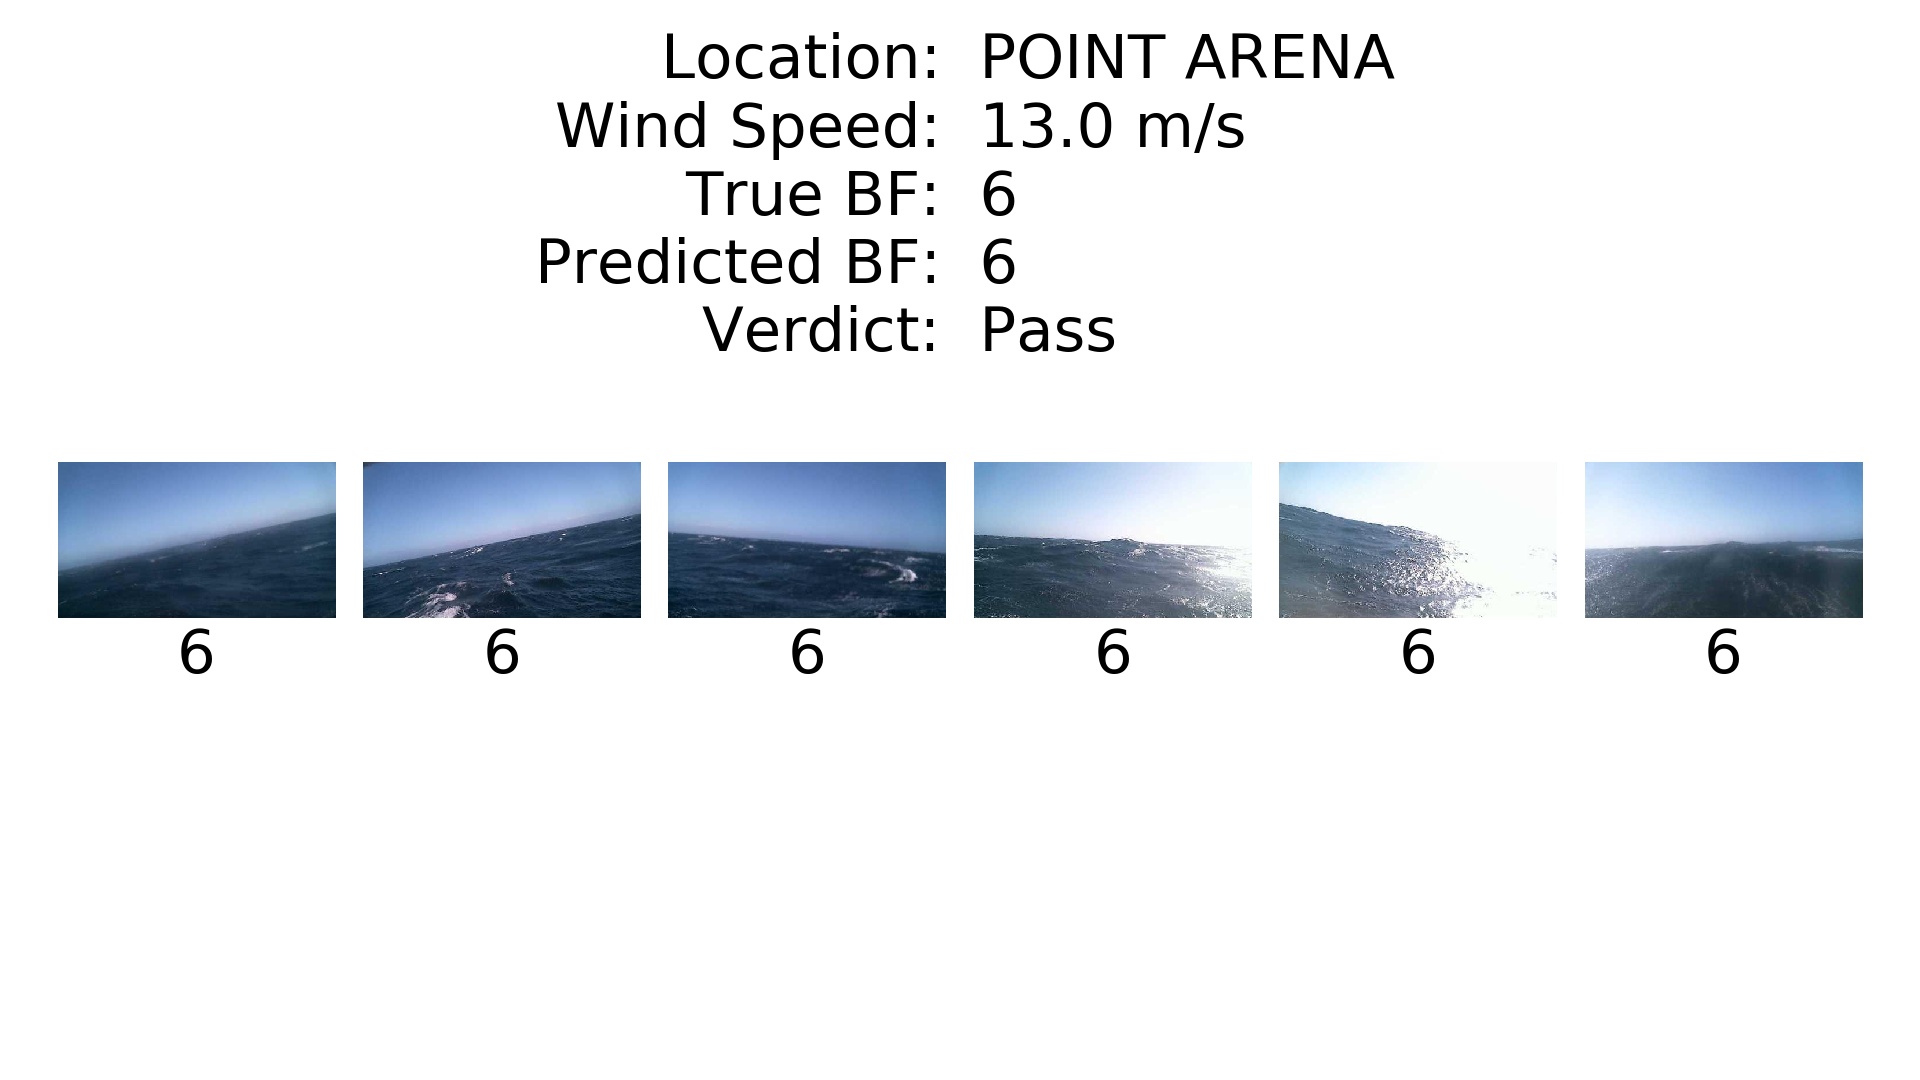 Location: POINT ARENA
Wind Speed: 13.0 m/s
True BF: 6
Predicted BF: 6
Verdict: Pass
6 6 6 6 6 6